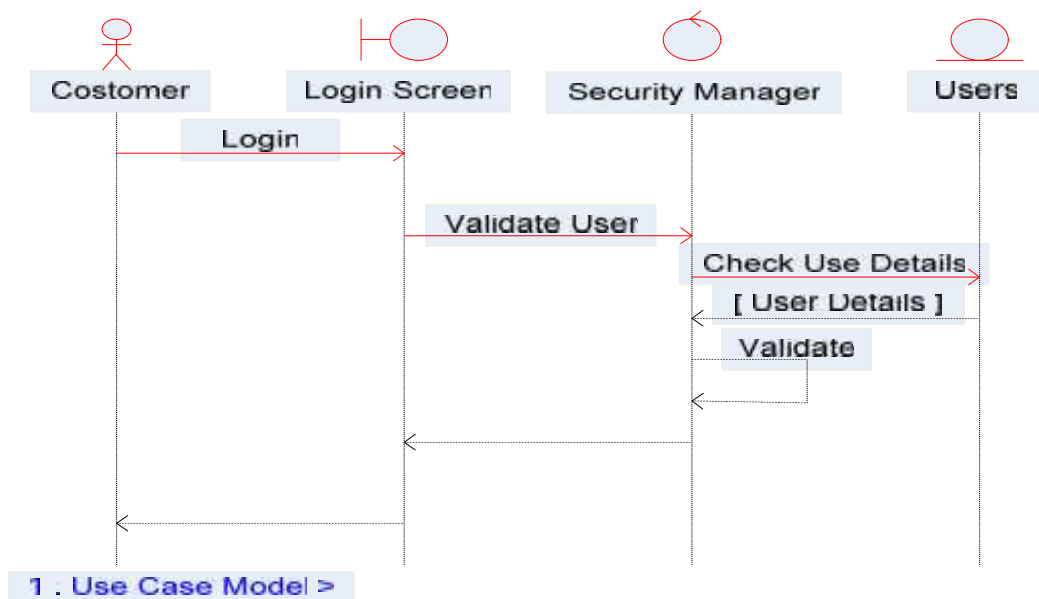 Costomer
Login Screen
Security Manager
Users
Login
Validate User
Check Use Details
[ User Details ]
Validate
1 : Use Case Model >